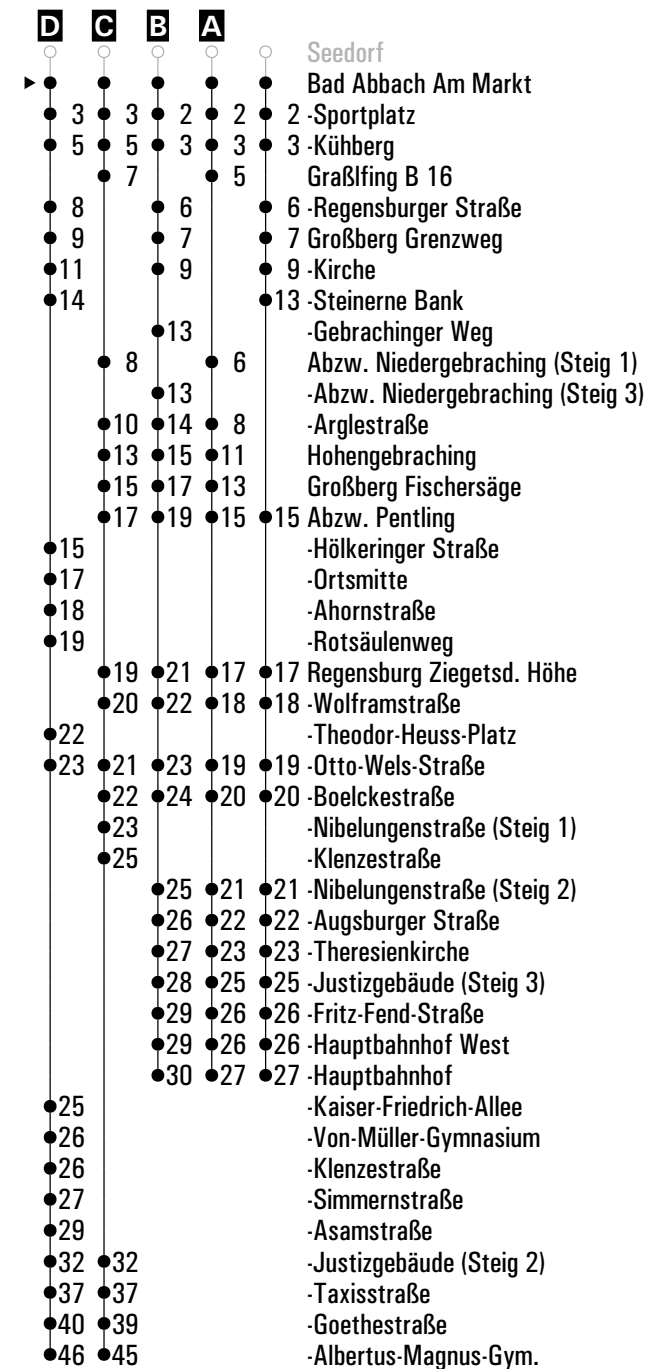 D C B A
Seedorf
Bad Abbach Am Markt
3 3 2 2 2 -Sportplatz
5 5 3 3 3 -Kühberg
7 5 Graßlfing B 16
8 6 6 -Regensburger Straße
9 7 7 Großberg Grenzweg
11 9 9 -Kirche
14 13 -Steinerne Bank
13 -Gebrachinger Weg
8 6 Abzw. Niedergebraching (Steig 1)
13 -Abzw. Niedergebraching (Steig 3)
10 14 8 -Arglestraße
13 15 11 Hohengebraching
15 17 13 Großberg Fischersäge
17 19 15 15 Abzw. Pentling
15 -Hölkeringer Straße
17 -Ortsmitte
18 -Ahornstraße
19 -Rotsäulenweg
19 21 17 17 Regensburg Ziegetsd. Höhe
20 22 18 18 -Wolframstraße
22 -Theodor-Heuss-Platz
23 21 23 19 19 -Otto-Wels-Straße
22 24 20 20 -Boelckestraße
23 -Nibelungenstraße (Steig 1)
25 -Klenzestraße
25 21 21 -Nibelungenstraße (Steig 2)
26 22 22 -Augsburger Straße
27 23 23 -Theresienkirche
28 25 25 -Justizgebäude (Steig 3)
29 26 26 -Fritz-Fend-Straße
29 26 26 -Hauptbahnhof West
30 27 27 -Hauptbahnhof
25 -Kaiser-Friedrich-Allee
26 -Von-Müller-Gymnasium
26 -Klenzestraße
27 -Simmernstraße
29 -Asamstraße
32 32 -Justizgebäude (Steig 2)
37 37 -Taxisstraße
40 39 -Goethestraße
46 45 -Albertus-Magnus-Gym.